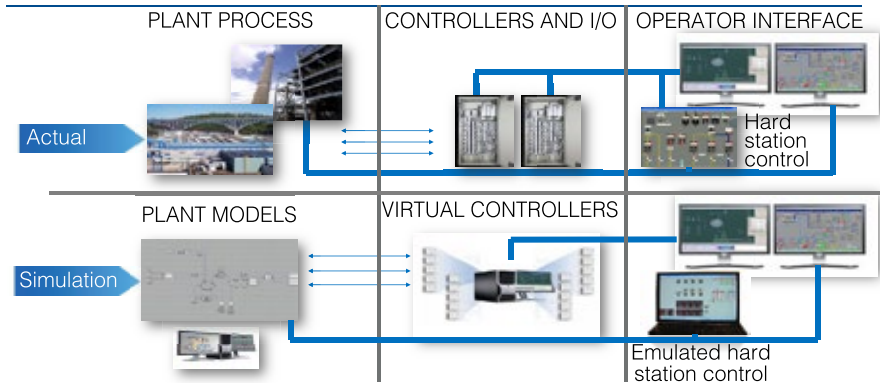 PLANT PROCESS
CONTROLLERS AND I/O
OPERATOR INTERFACE
Actual
Hard
station
control
PLANT MODELS
VIRTUAL CONTROLLERS
Simulation
Emulated hard
station control